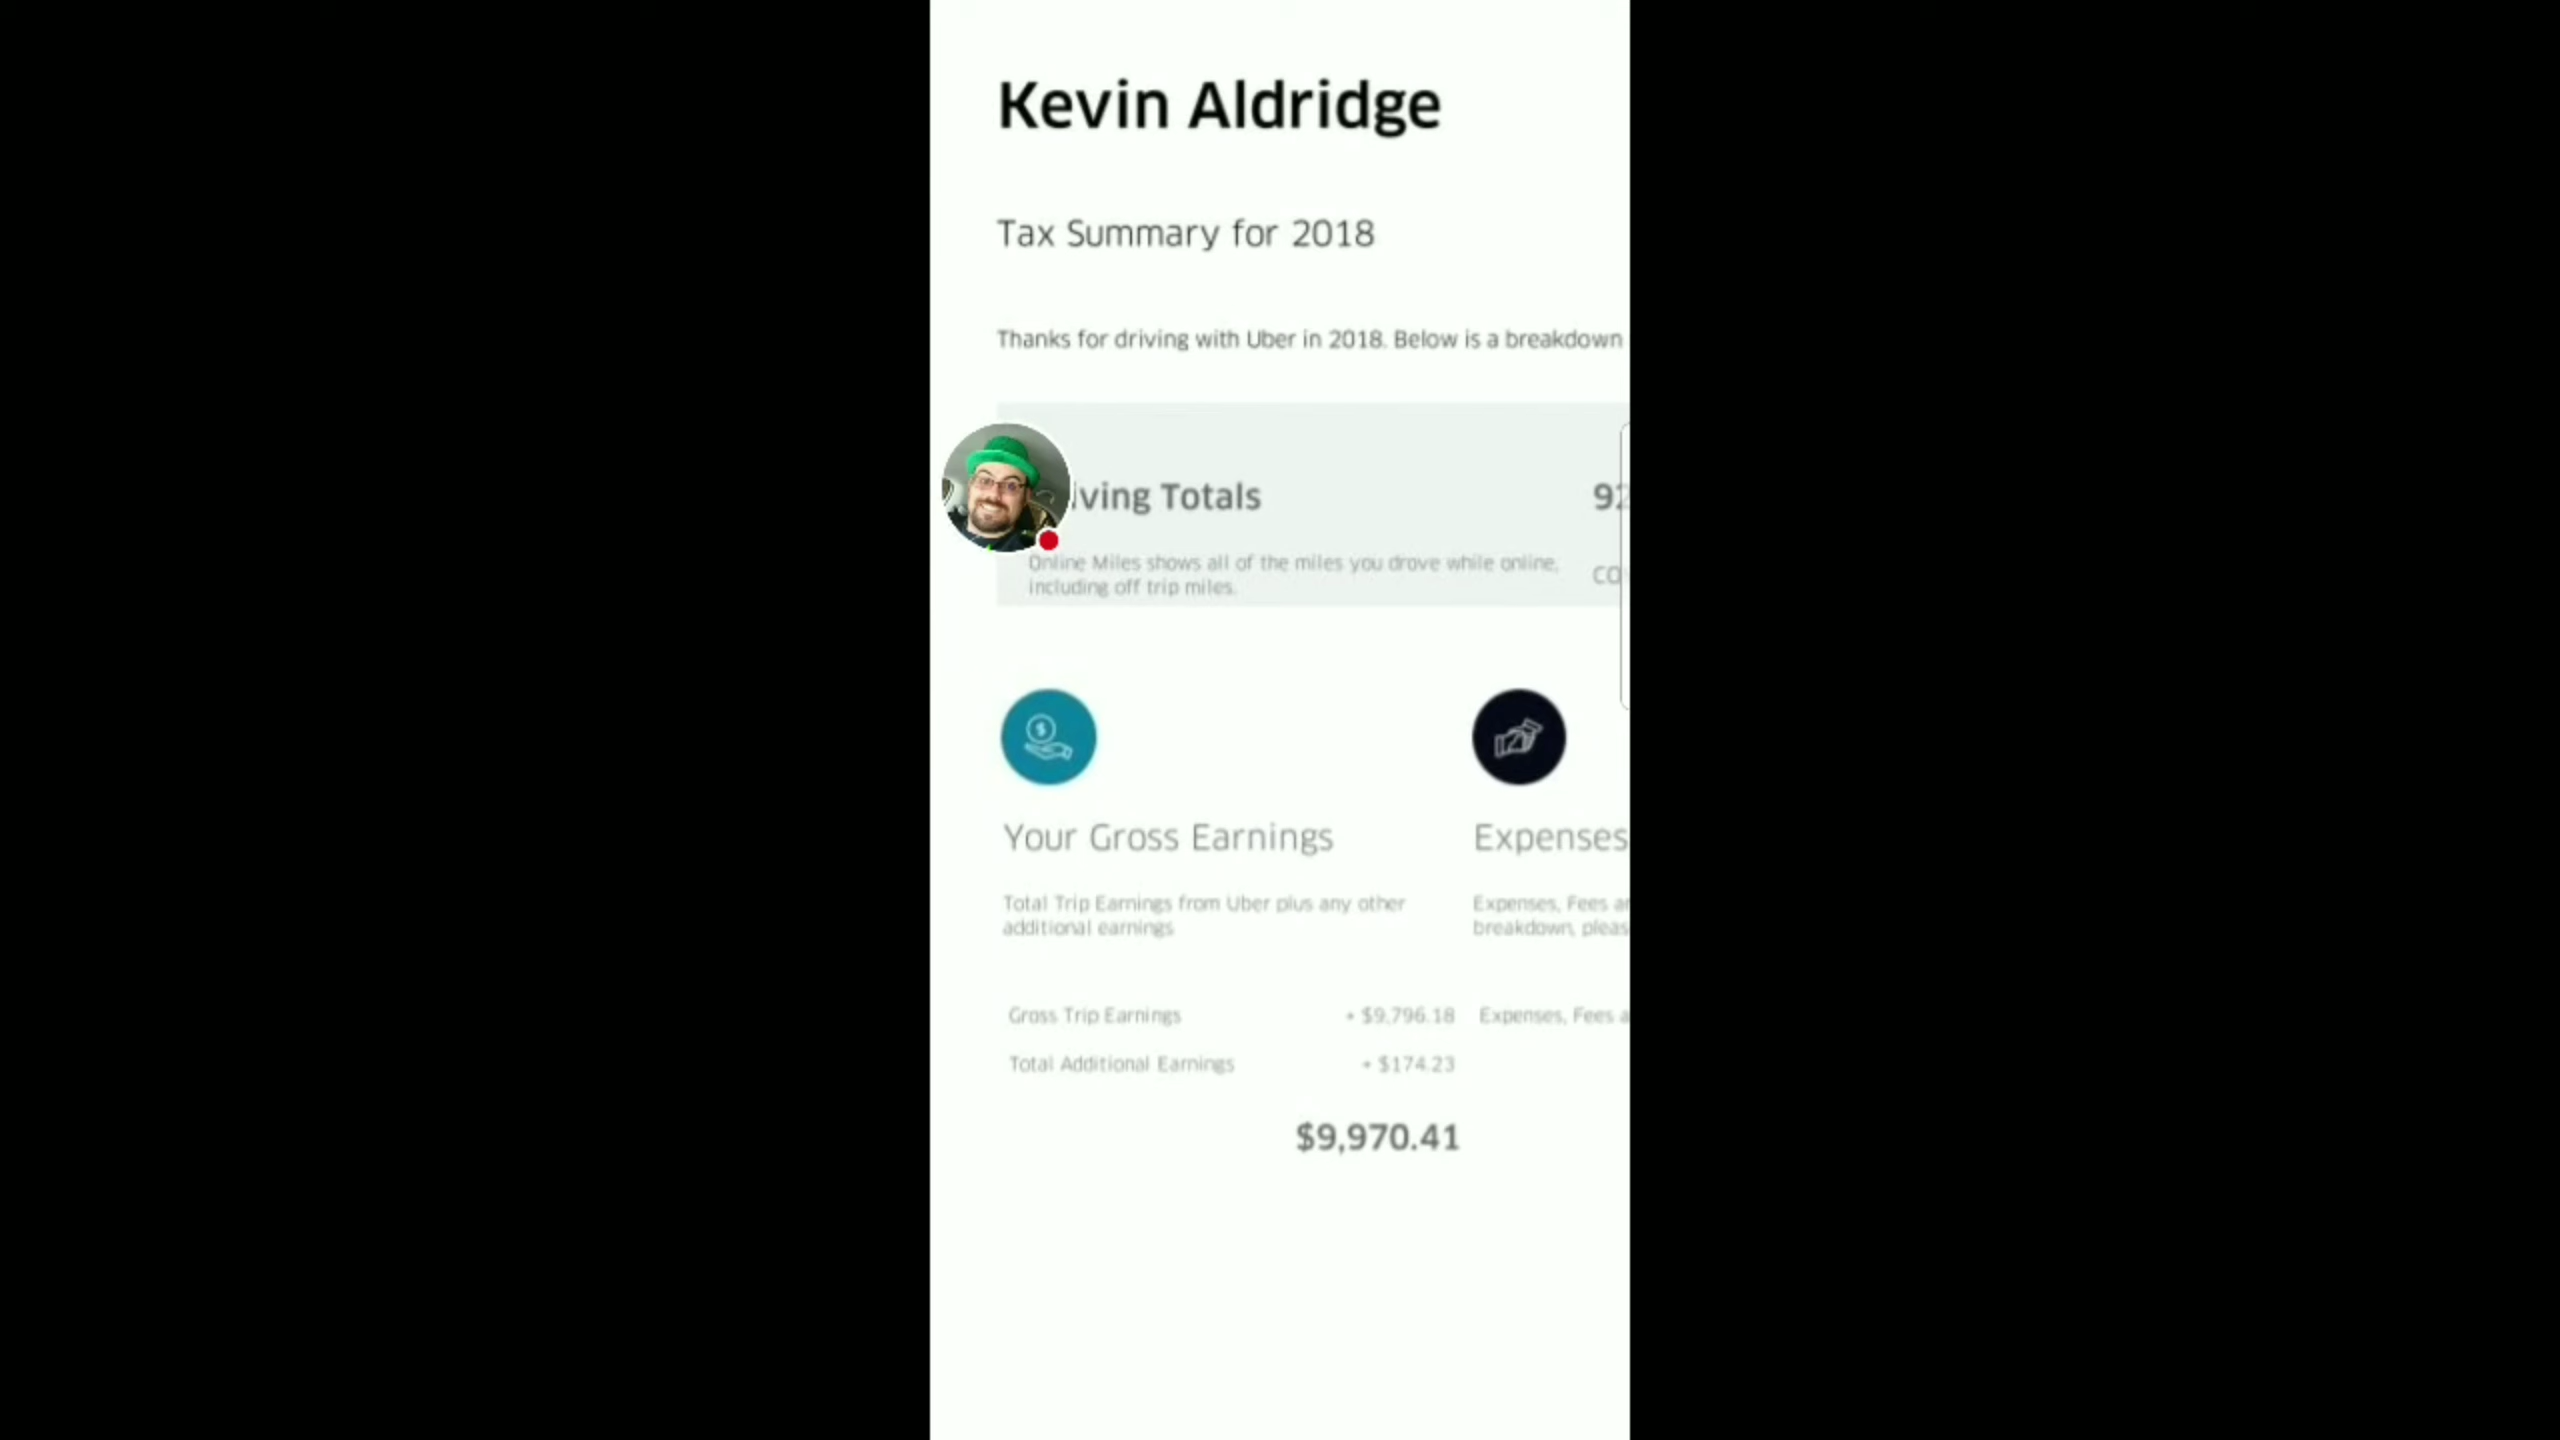 Kevin Aldridge
Tax Summary for 2018
Thanks for driving with Uber in 2018. Below is a breakdown
iving Totals
Online Miles shows all of the miles you drove while online,
including off trip miles.
Your Gross Earnings
Expenses
Total Trip Earnings from Uber plus any other
additional earnings
Expenses, Fees
breakdown, pleas
Gross Trip Earnings + $9,796.18
Expenses, Fees
Total Additional Earnings + $174.23
$9,970.41